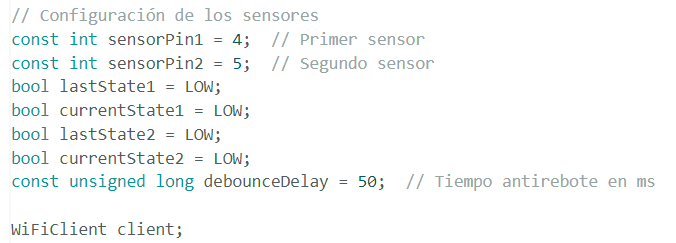 // Configuración de los sensores
const int sensorPin1 = 4;  // Primer sensor
const int sensorPin2 = 5;  // Segundo sensor
bool lastState1 = LOW;
bool currentState1 = LOW;
bool lastState2 = LOW;
bool currentState2 = LOW;
const unsigned long debounceDelay = 50;  // Tiempo antirebote en ms

WiFiClient client;